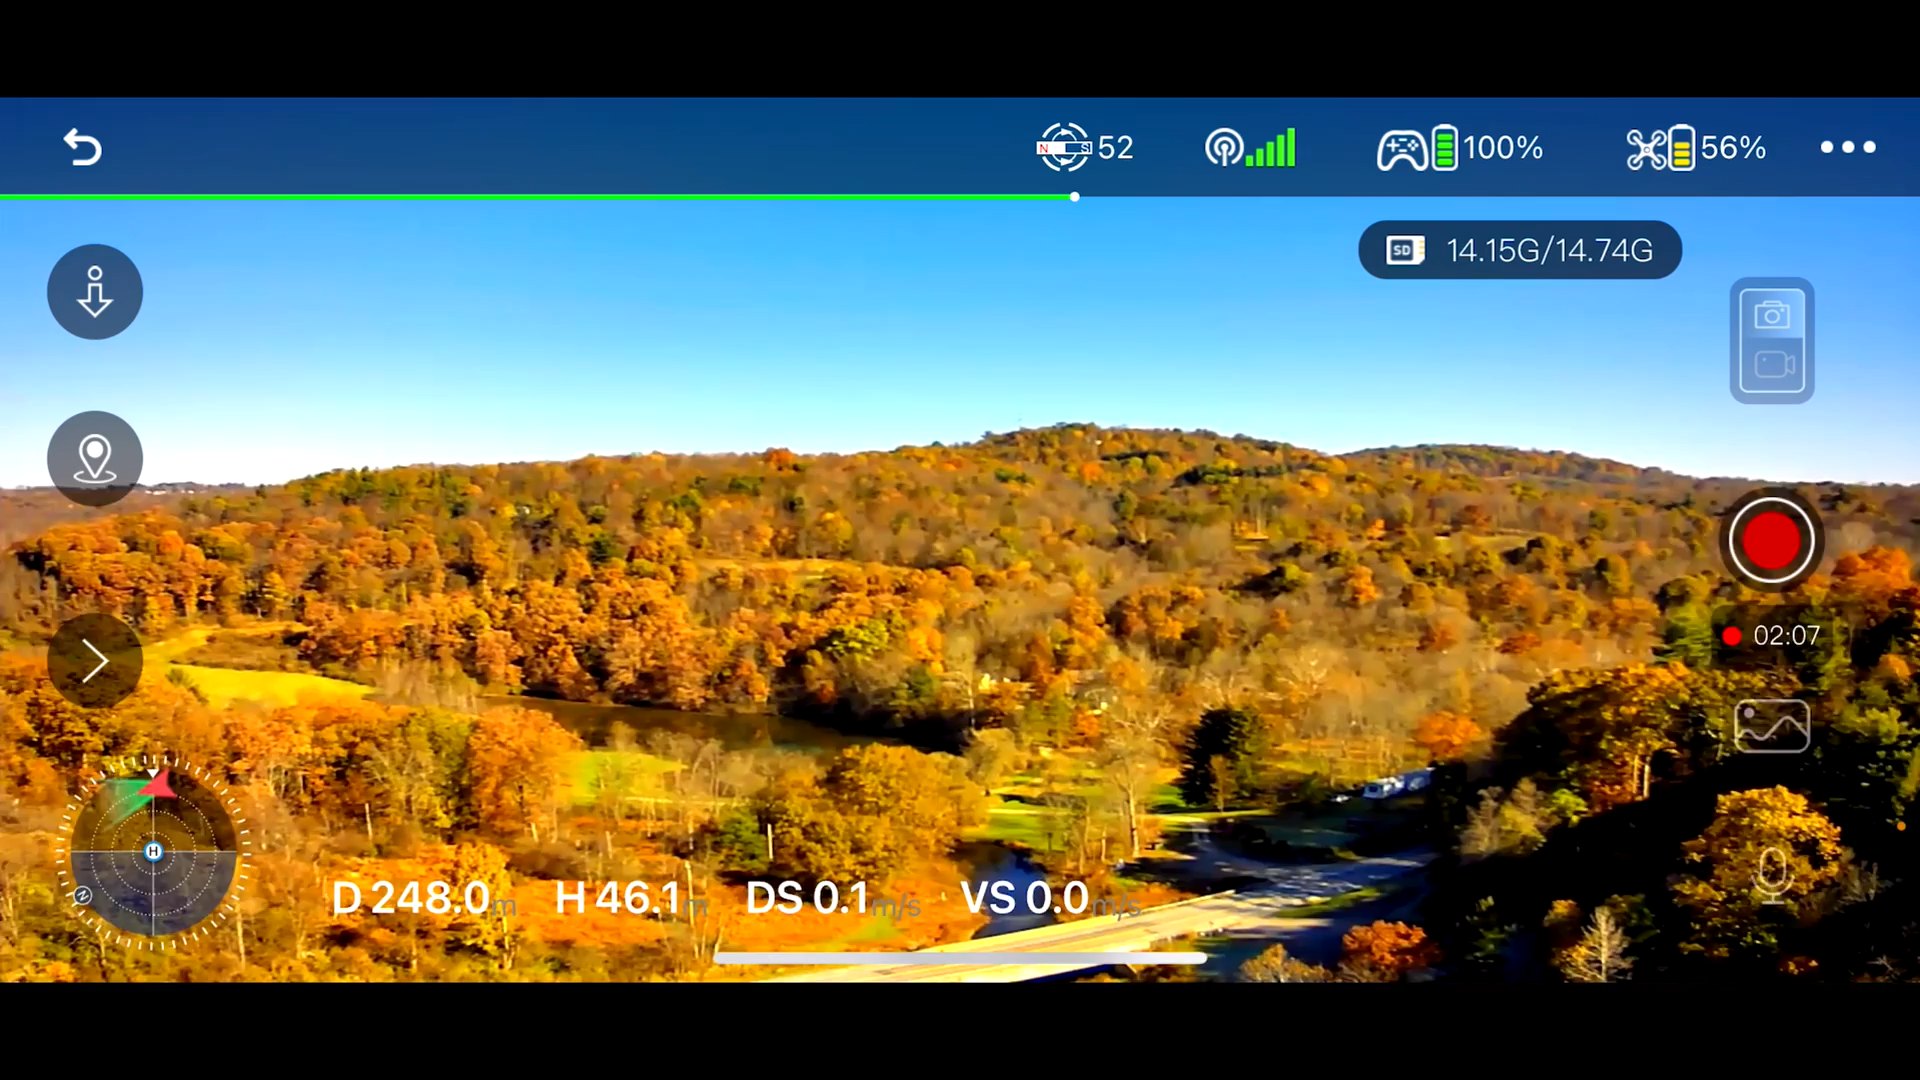 N S 52 100% 56%
SD 14.15G/14.74G
02:07
H
N
D 248.0m H 46.1m DS 0.1m/s VS 0.0m/s